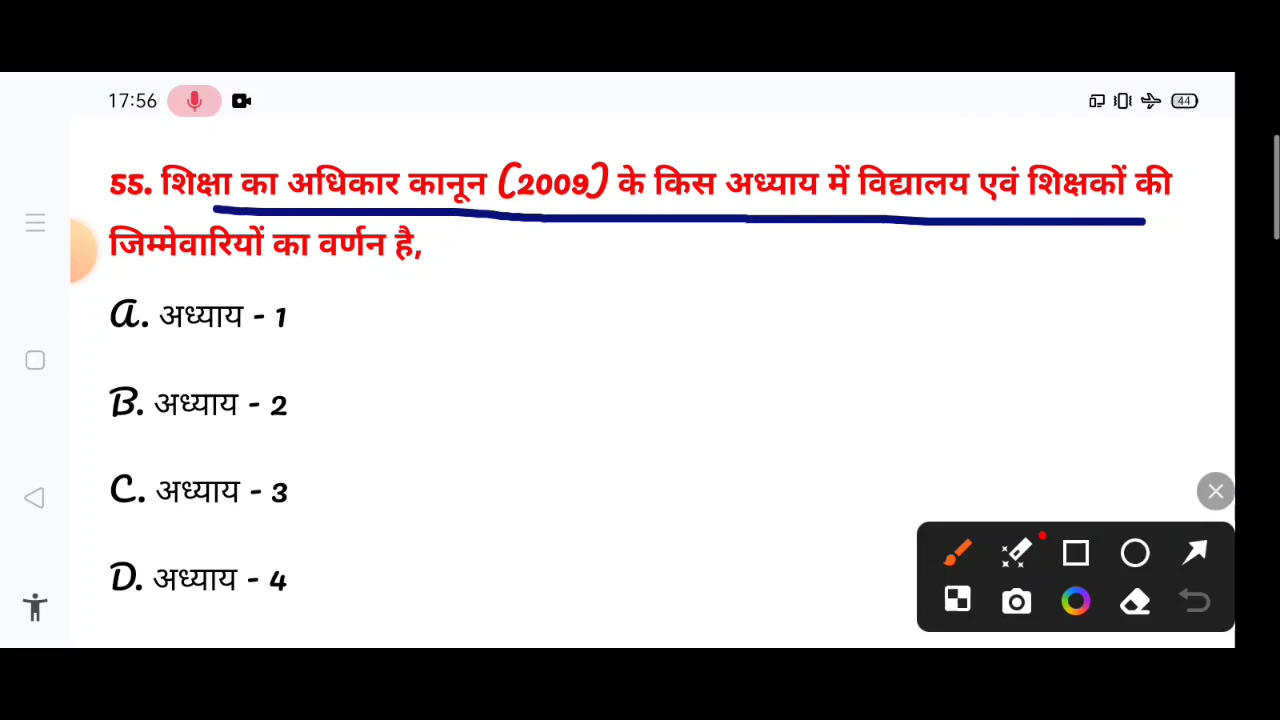 17:56
44
55. शिक्षा का अधिकार कानून (2009) के किस अध्याय में विद्यालय एवं शिक्षकों की
जिम्मेवारियों का वर्णन है,
A. अध्याय - 1
B. अध्याय - 2
C. अध्याय - 3
D. अध्याय - 4